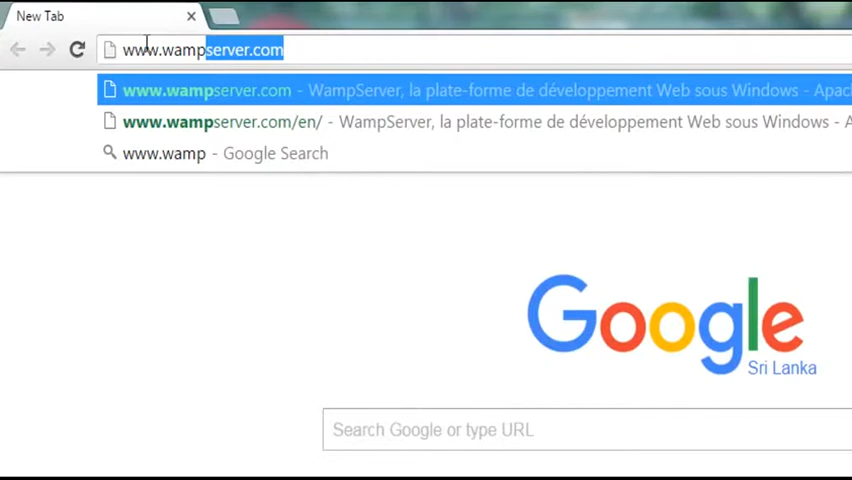 New Tab
www.wampserver.com
www.wampserver.com - WampServer, la plate-forme de développement Web sous Windows - Apac
www.wampserver.com/en/ - WampServer, la plate-forme de développement Web sous Windows - A
www.wamp - Google Search
Google
Sri Lanka
Search Google or type URL